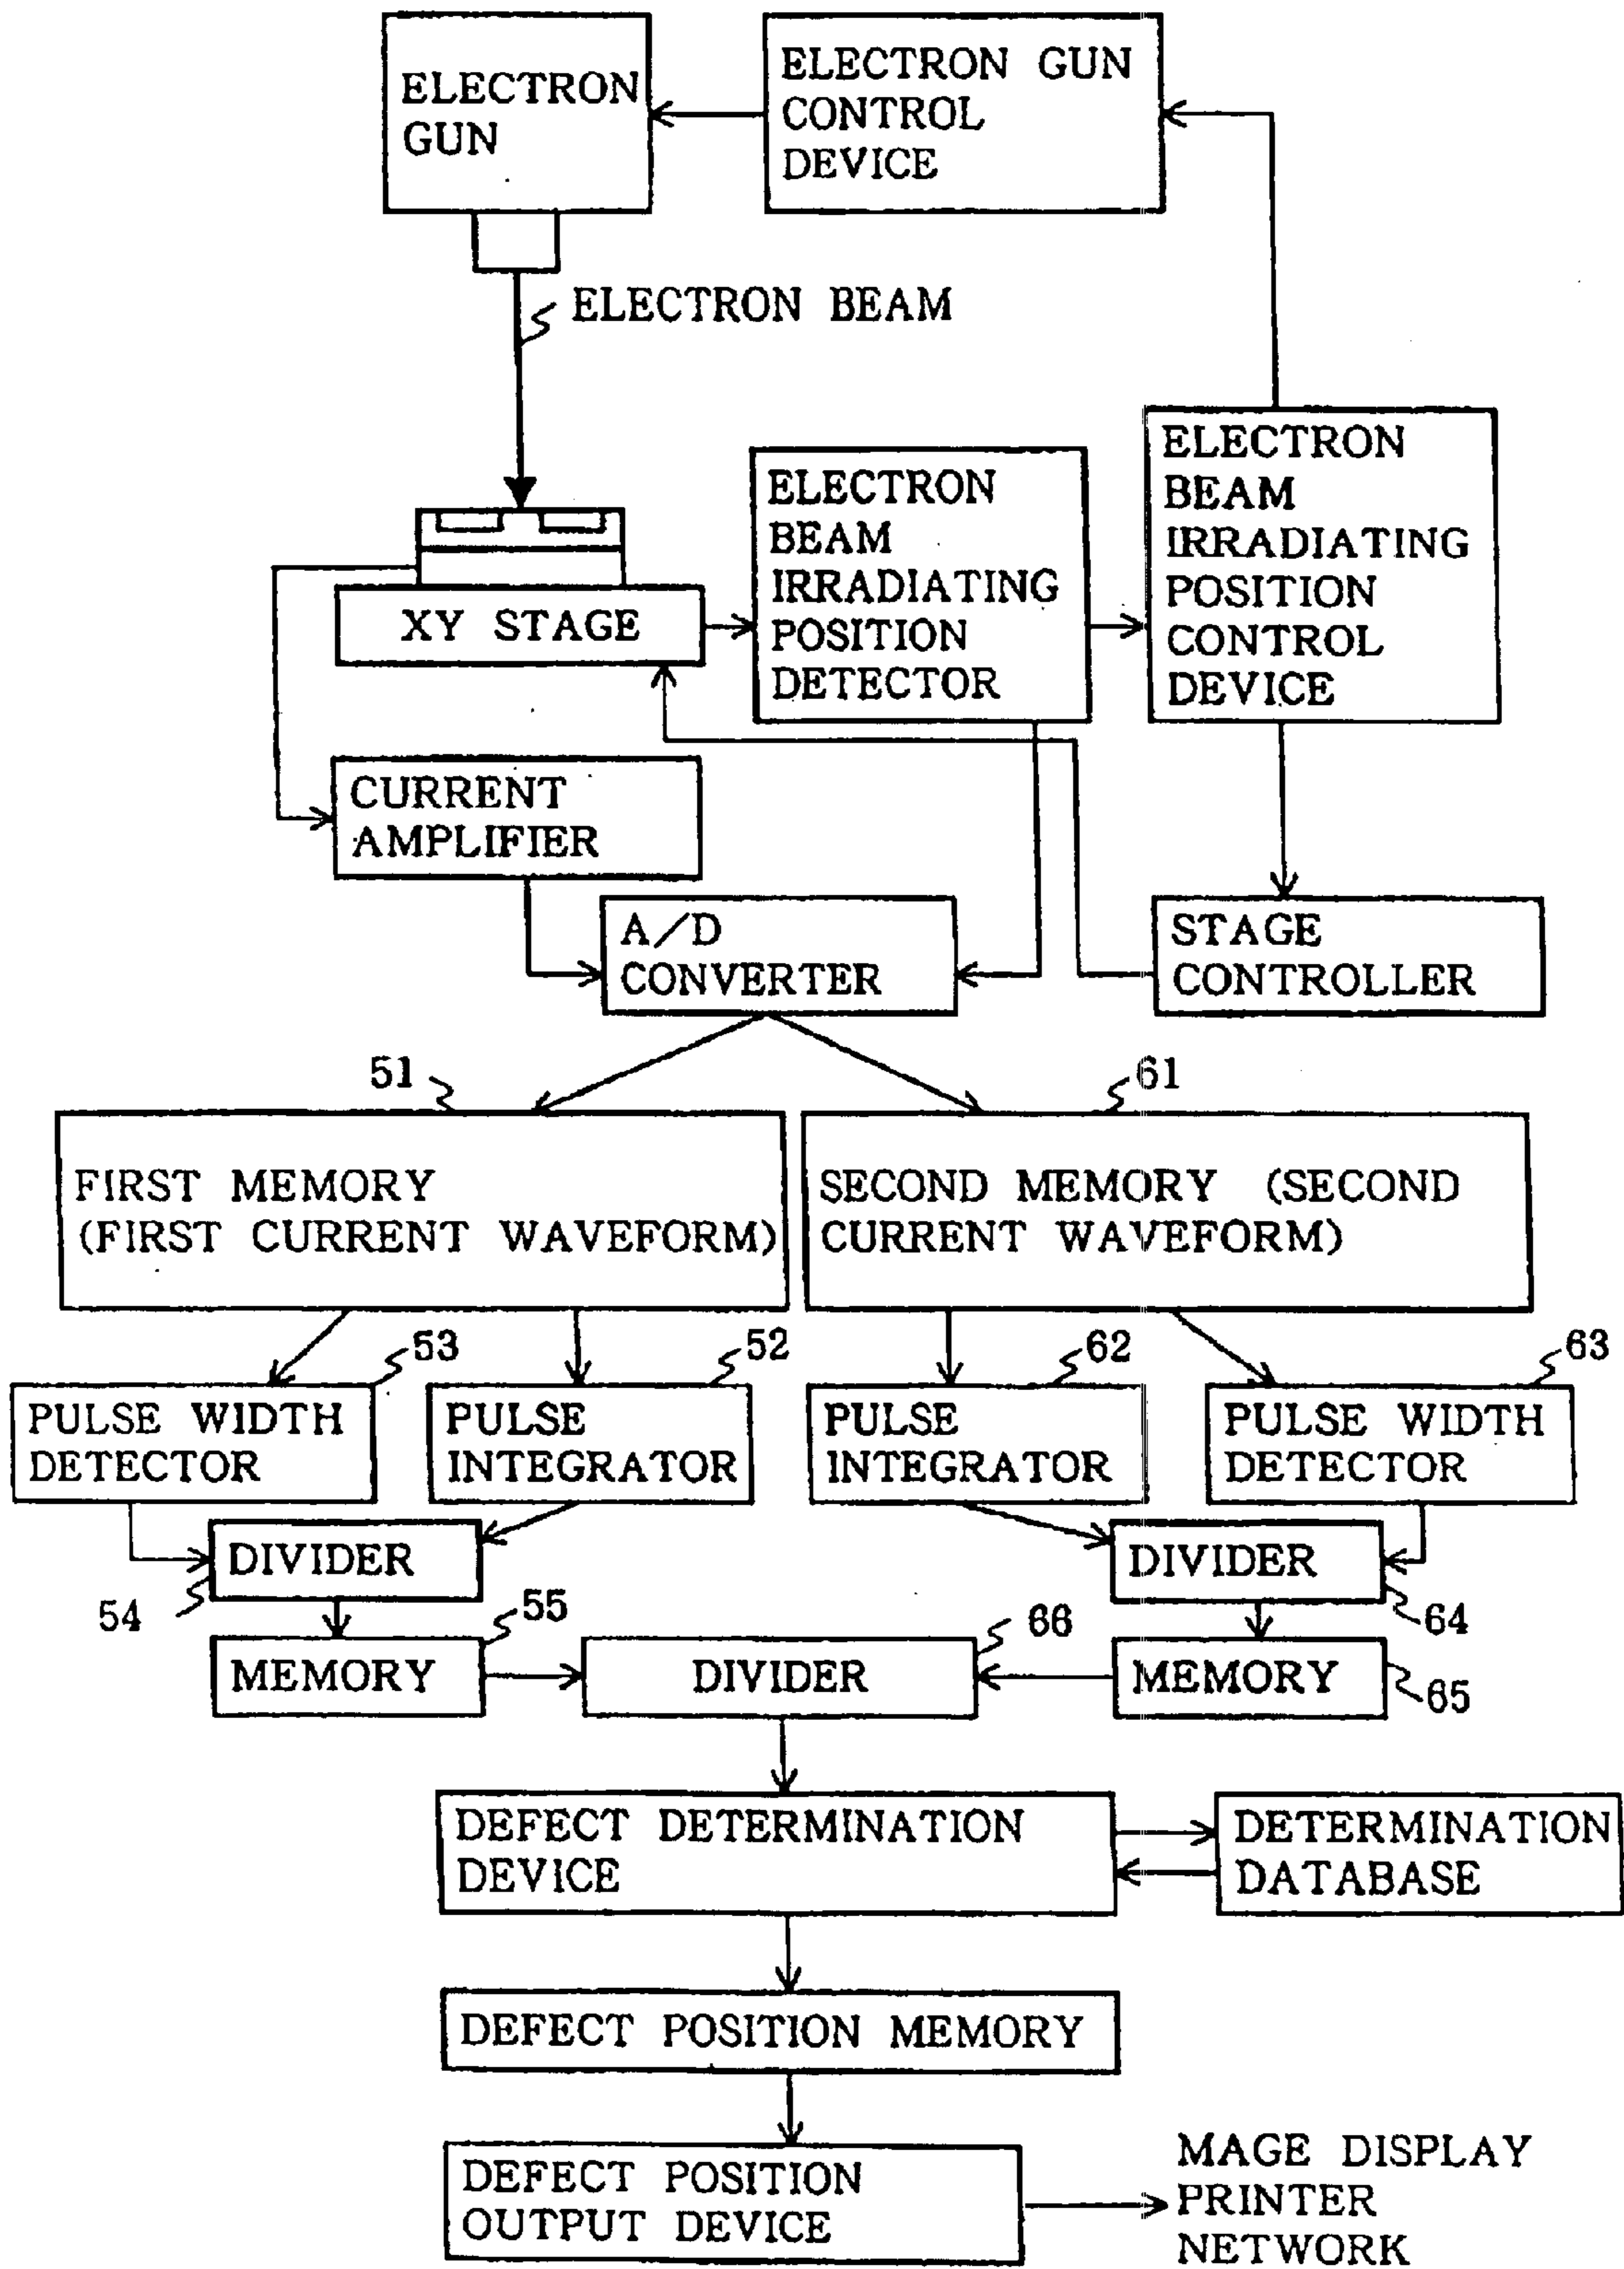 ELECTRON
GUN
ELECTRON GUN
CONTROL
DEVICE
ELECTRON BEAM
XY STAGE
ELECTRON
BEAM
IRRADIATING
POSITION
DETECTOR
ELECTRON
BEAM
IRRADIATING
POSITION
CONTROL
DEVICE
CURRENT
AMPLIFIER
A/D
CONVERTER
STAGE
CONTROLLER
51
61
FIRST MEMORY
(FIRST CURRENT WAVEFORM)
SECOND MEMORY (SECOND
CURRENT WAVEFORM)
53
52
62
63
PULSE WIDTH
DETECTOR
PULSE
INTEGRATOR
PULSE
INTEGRATOR
PULSE WIDTH
DETECTOR
DIVIDER
54
DIVIDER
64
55
66
MEMORY
DIVIDER
MEMORY
65
DEFECT DETERMINATION
DEVICE
DETERMINATION
DATABASE
DEFECT POSITION MEMORY
DEFECT POSITION
OUTPUT DEVICE
MAGE DISPLAY
PRINTER
NETWORK